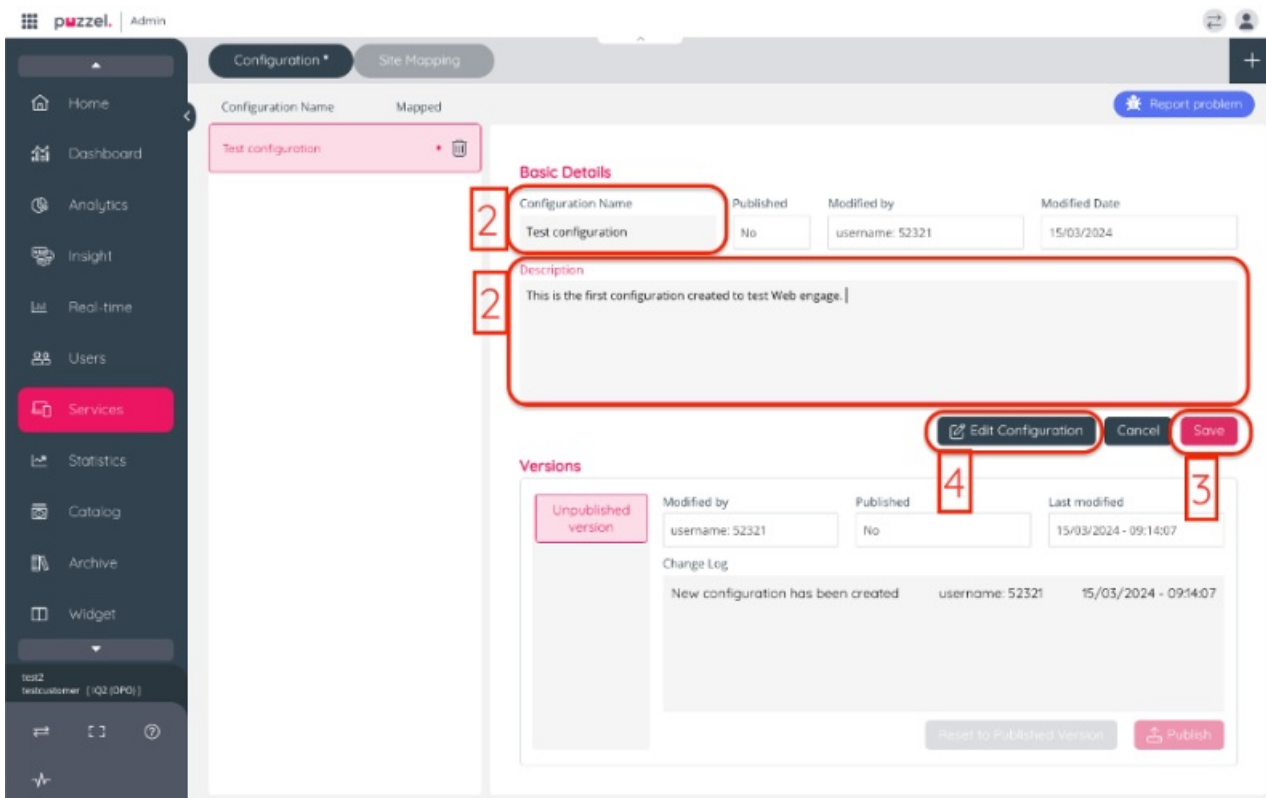 puzzel. Admin
Configuration * Site Mapping
+
Home
Dashboard
Analytics
Insight
Real-time
Users
Services
Statistics
Catalog
Archive
Widget
test2
testcustomer [ IQ2 (DPO) ]
Configuration Name Mapped
Report problem
Test configuration *
Basic Details
2
Configuration Name Published Modified by Modified Date
Test configuration No username: 52321 15/03/2024
2
Description
This is the first configuration created to test Web engage.
Edit Configuration Cancel Save
4 3
Versions
Unpublished
version
Modified by Published Last modified
username: 52321 No 15/03/2024 - 09:14:07
Change Log
New configuration has been created username: 52321 15/03/2024 - 09:14:07
Reset to Published Version Publish